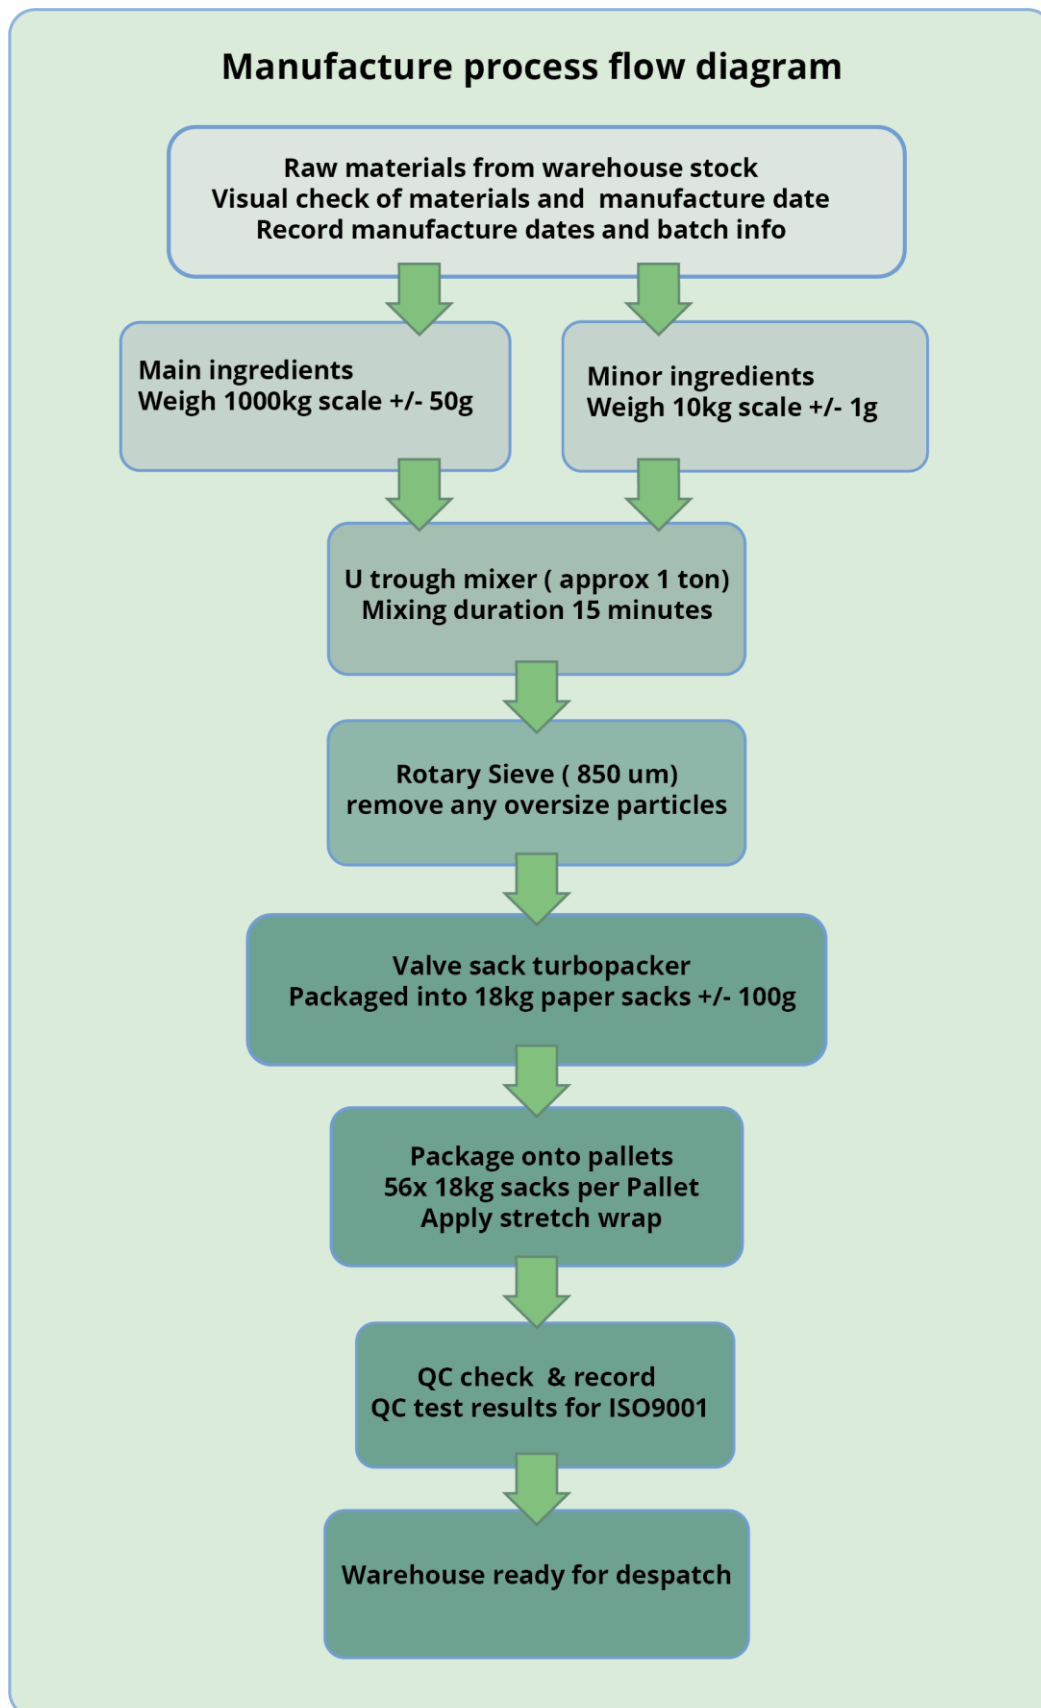 Manufacture process flow diagram
Raw materials from warehouse stock
Visual check of materials and  manufacture date
Record manufacture dates and batch info
Main ingredients
Weigh 1000kg scale +/- 50g
Minor ingredients
Weigh 10kg scale +/- 1g
U trough mixer ( approx 1 ton)
Mixing duration 15 minutes
Rotary Sieve ( 850 um)
remove any oversize particles
Valve sack turbopacker
Packaged into 18kg paper sacks +/- 100g
Package onto pallets
56x 18kg sacks per Pallet
Apply stretch wrap
QC check  & record
QC test results for ISO9001
Warehouse ready for despatch